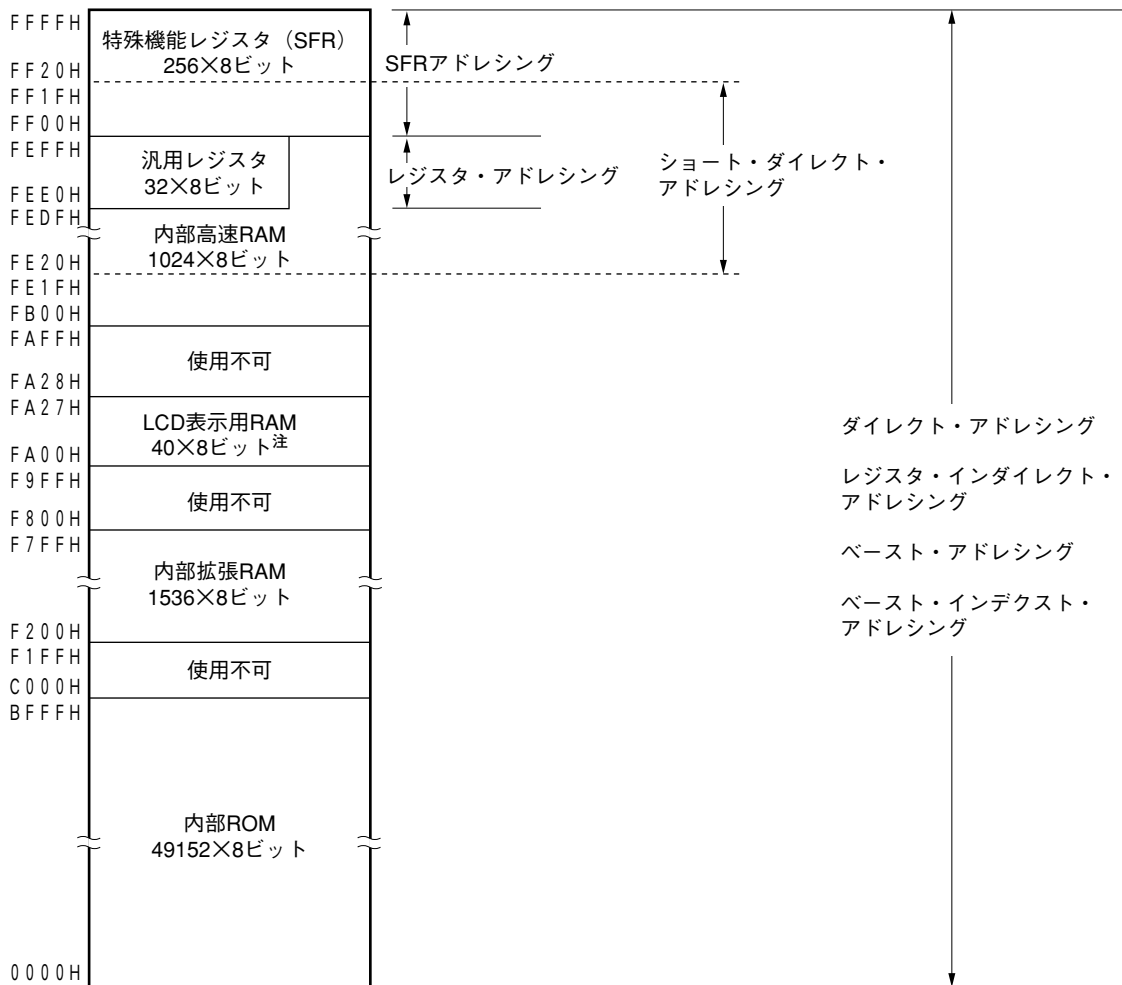 FFFFH
特殊機能レジスタ（SFR）
256×8ビット
SFRアドレシング
FF20H
FF1FH
FF00H
FEFFH
汎用レジスタ
32×8ビット
レジスタ・アドレシング
ショート・ダイレクト・
アドレシング
FEE0H
FEDFH
内部高速RAM
1024×8ビット
FE20H
FE1FH
FB00H
FAFFH
使用不可
FA28H
FA27H
LCD表示用RAM
40×8ビット注
FA00H
F9FFH
使用不可
F800H
F7FFH
内部拡張RAM
1536×8ビット
F200H
F1FFH
使用不可
C000H
BFFFH
内部ROM
49152×8ビット
0000H
ダイレクト・アドレシング
レジスタ・インダイレクト・
アドレシング
ベースト・アドレシング
ベースト・インデクスト・
アドレシング